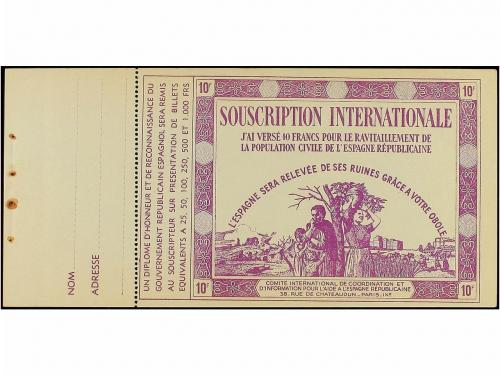 NOM
ADRESSE
UN DIPLOME D'HONNEUR ET DE RECONNAISSANCE DU
GOUVERNEMENT REPUBLICAIN ESPAGNOL SERA REMIS
AU SOUSCRIPTEUR SUR PRESENTATION DE BILLETS
EQUIVALENTS A 25, 50, 100, 250, 500 ET 1.000 FRS
10F
10F
SOUSCRIPTION INTERNATIONALE
J'AI VERSÉ 10 FRANCS POUR LE RAVITAILLEMENT DE
LA POPULATION CIVILE DE L'ESPAGNE RÉPUBLICAINE
L'ESPAGNE SERA RELEVÉE DE SES RUINES GRÂCE A VOTRE OBOLE
COMITÉ INTERNATIONAL DE COORDINATION ET
D'INFORMATION POUR L'AIDE A L'ESPAGNE RÉPUBLICAINE
38, RUE DE CHATEAUDUN - PARIS, IXe
10F
10F